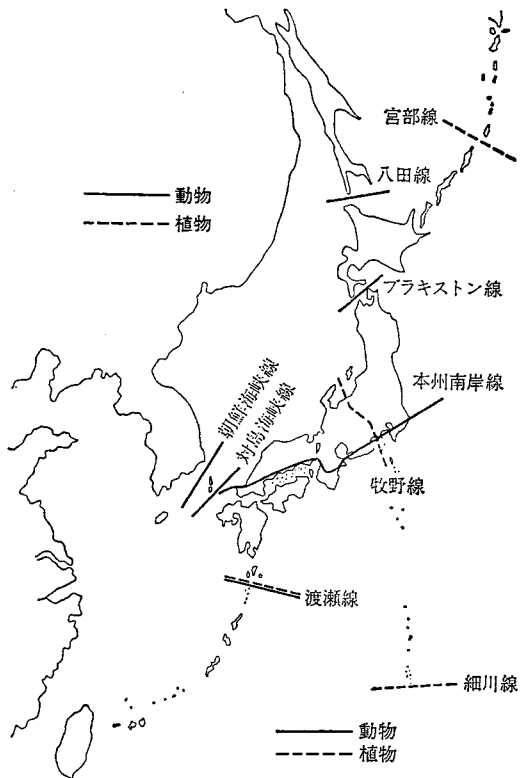 宮部線
八田線
動物
植物
ブラキストン線
本州南岸線
朝鮮海峡線
対島海峡線
牧野線
渡瀬線
細川線
動物
植物